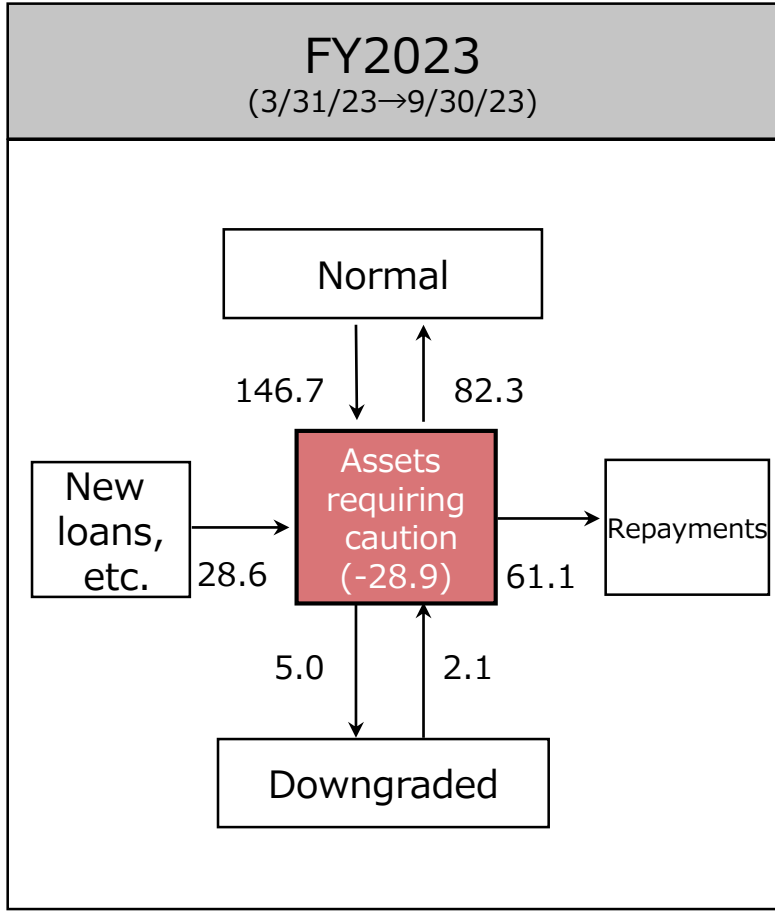 FY2023
(3/31/23→9/30/23)
Normal
146.7
82.3
New
loans,
etc.
28.6
Assets
requiring
caution
(-28.9)
61.1
Repayments
5.0
2.1
Downgraded